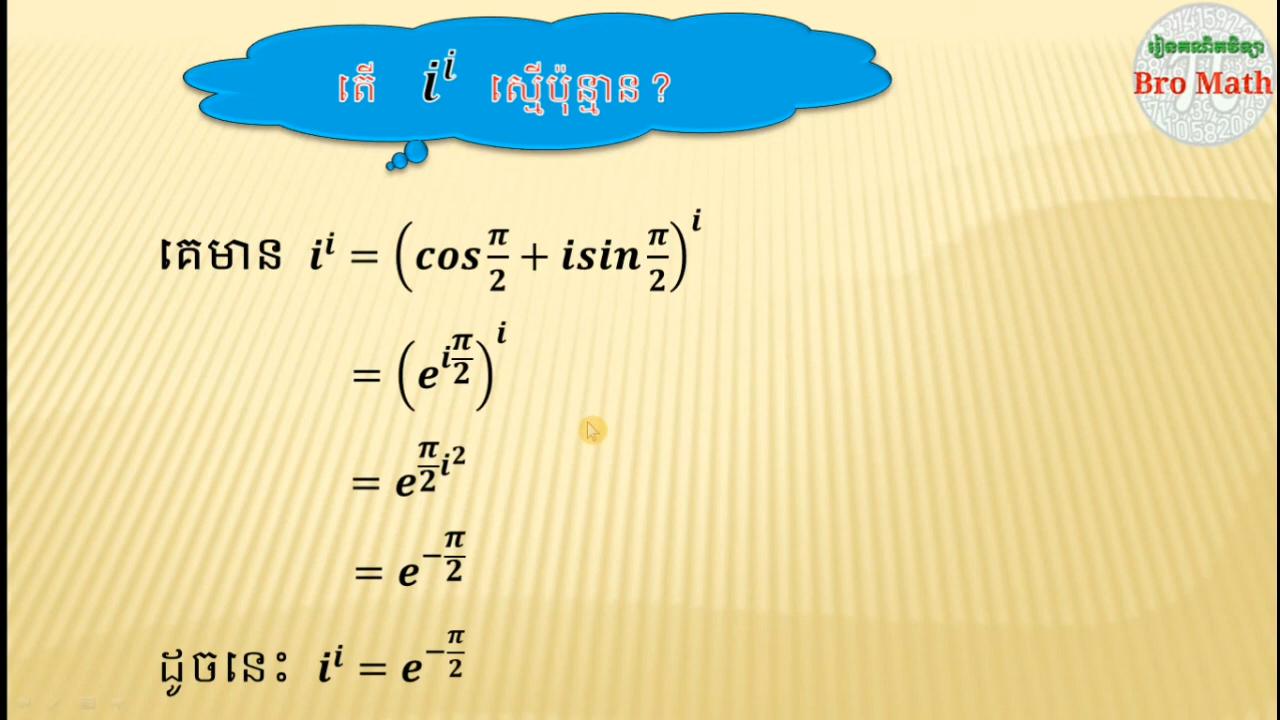 តើ i^i ស្មើប៉ុន្មាន ?
រៀនគណិតវិទ្យា
Bro Math
គេមាន i^i = (cos π/2 + isin π/2)^i
= (e^{i π/2})^i
= e^{π/2 i^2}
= e^{-π/2}
ដូចនេះ i^i = e^{-π/2}